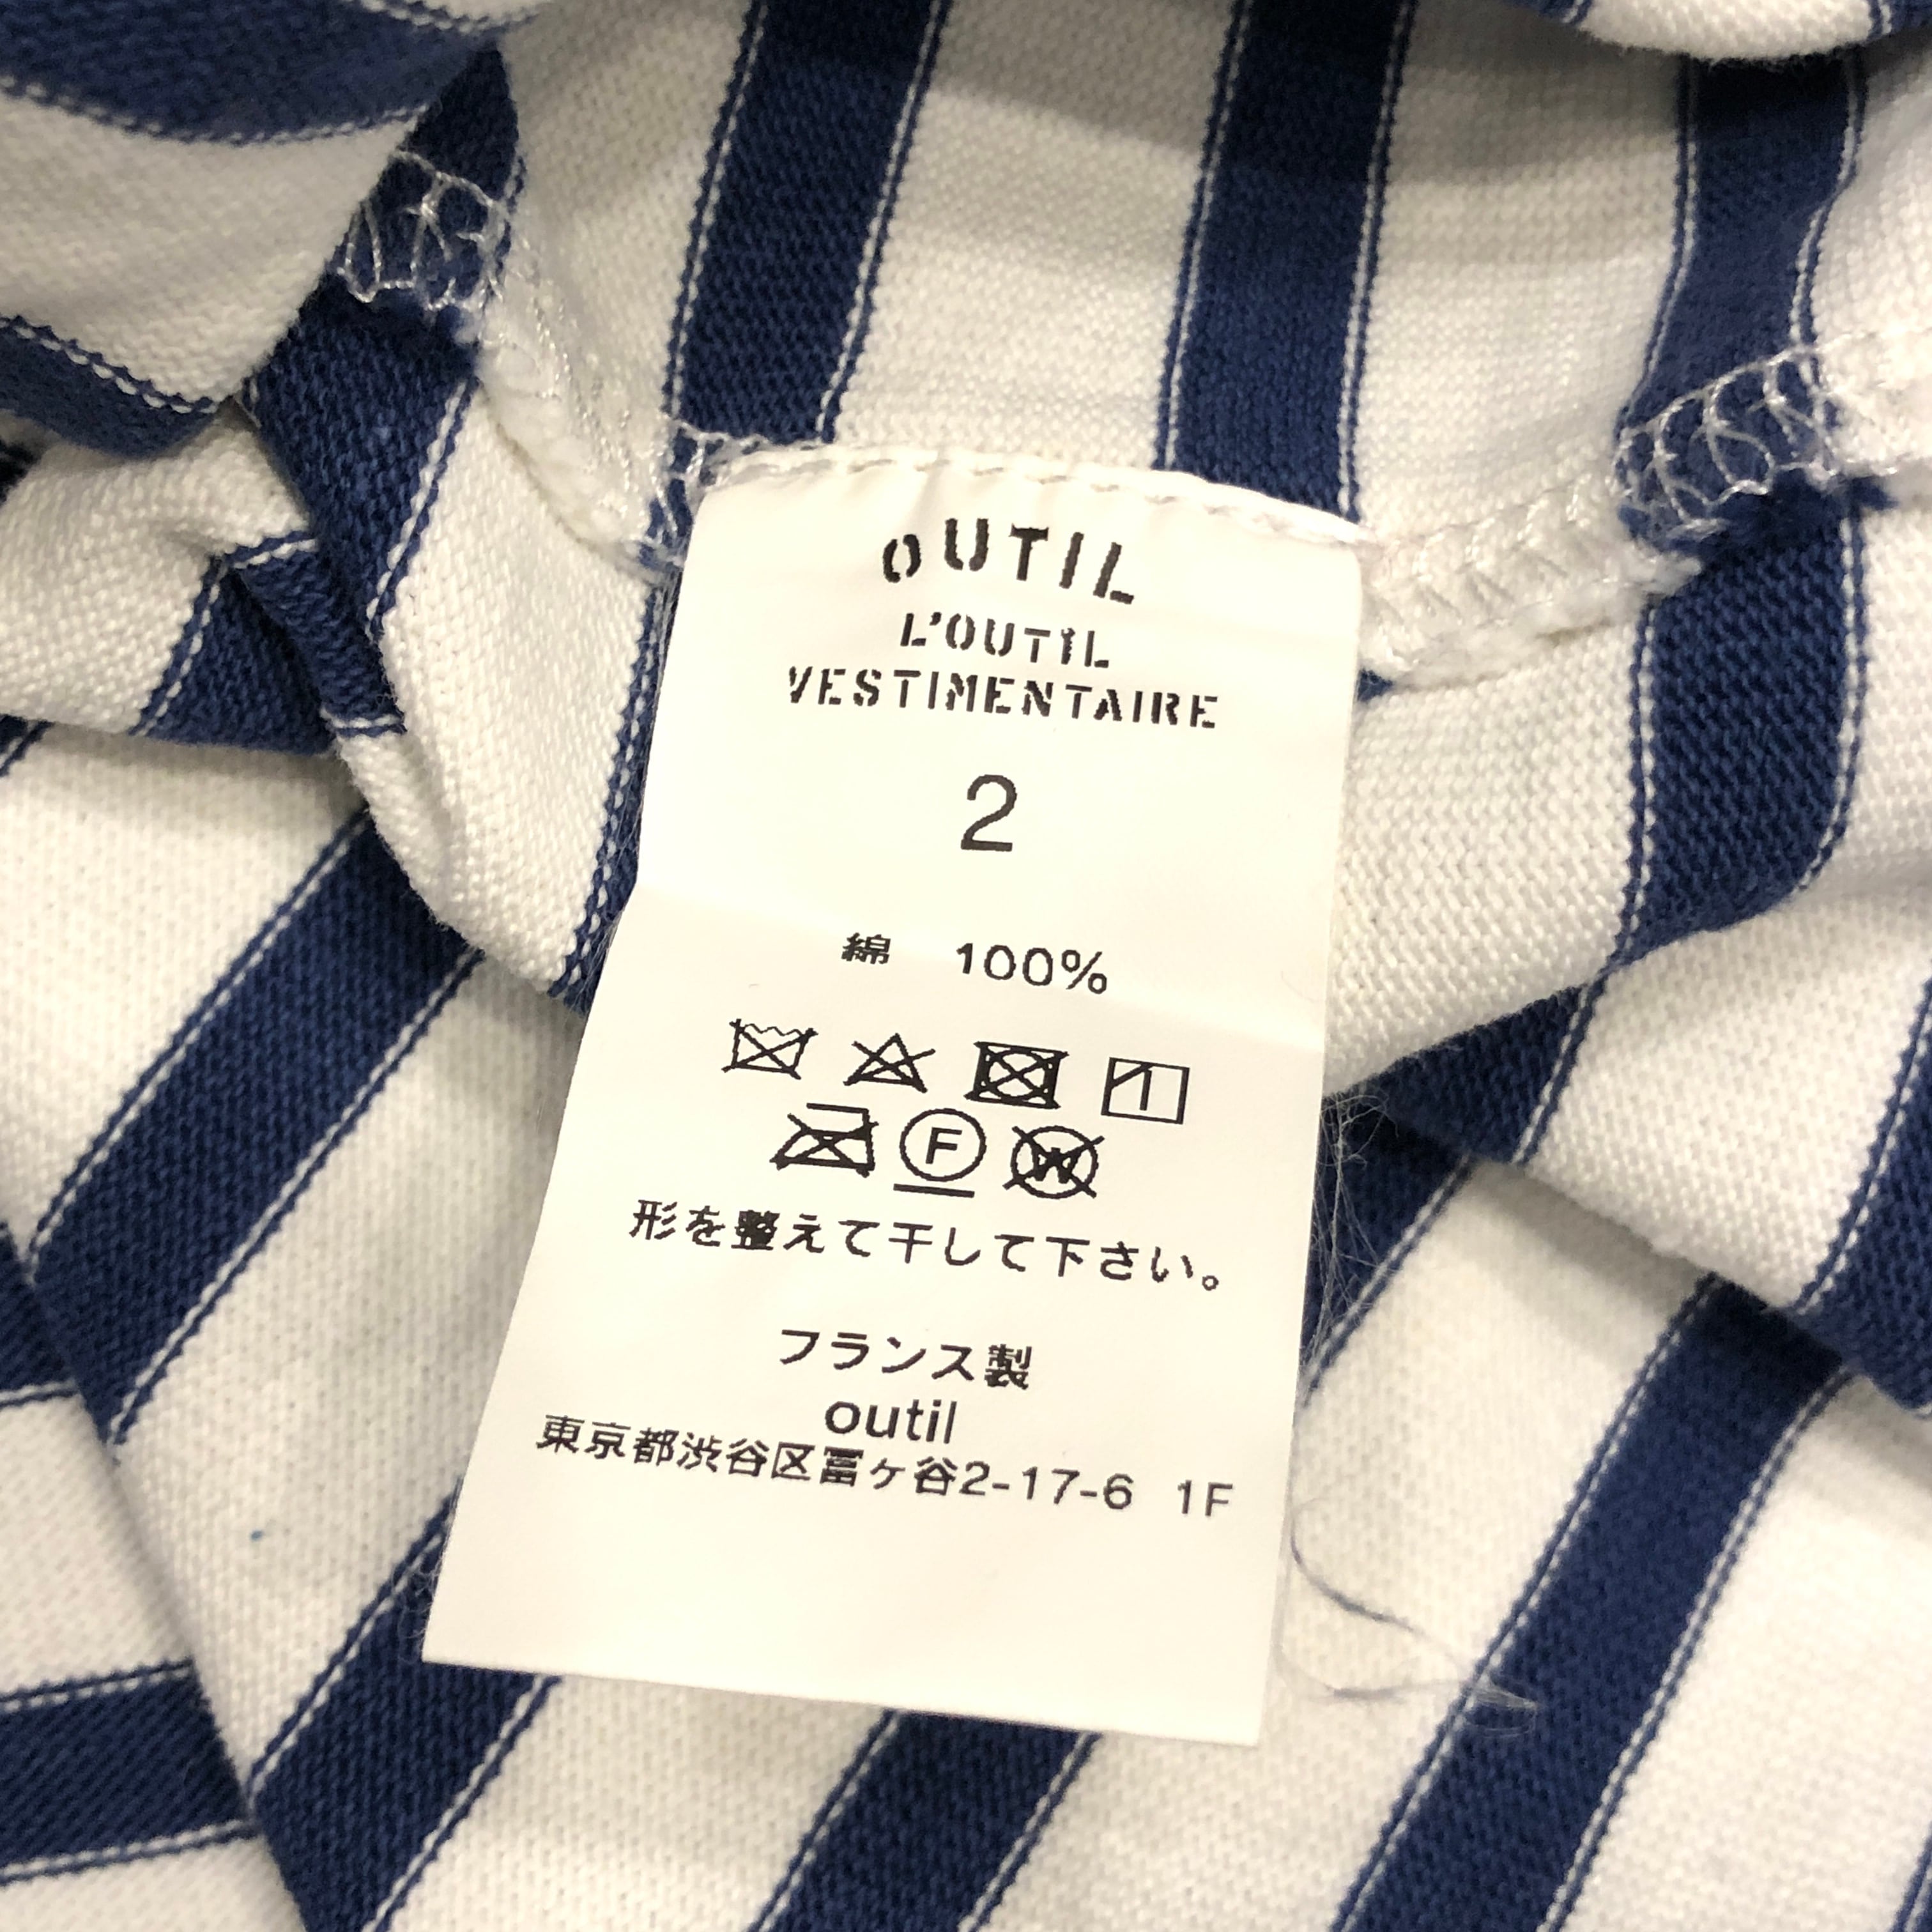 OUTIL
L'OUTIL
VESTIMENTAIRE
2
綿 100%
F W
形を整えて干して下さい。
フランス製
outil
東京都渋谷区富ヶ谷2-17-6 1F